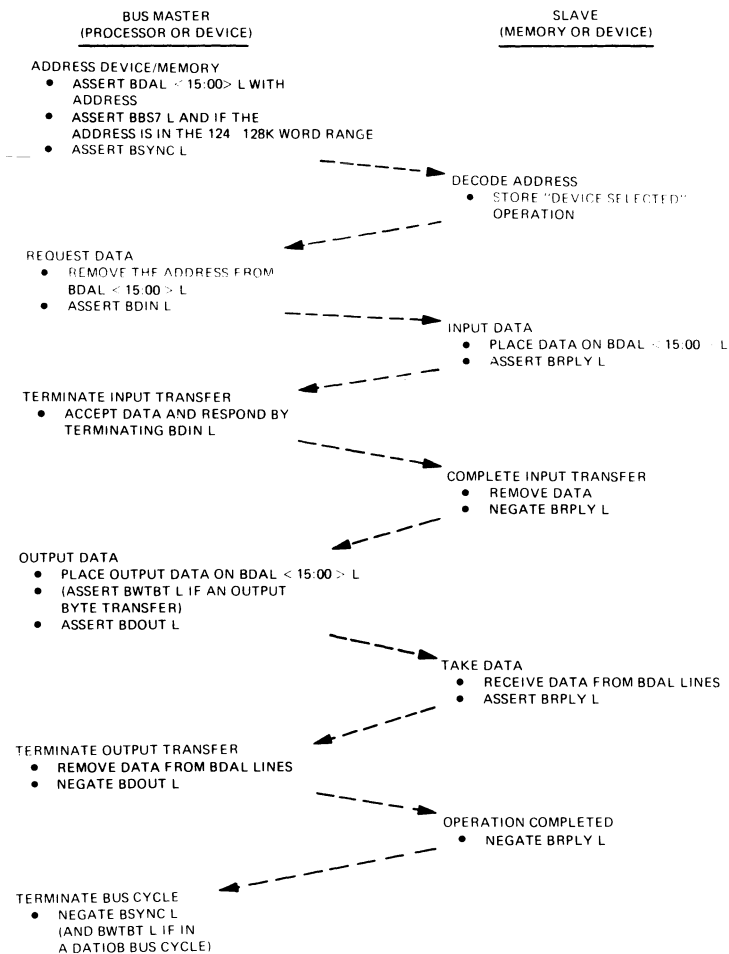 BUS MASTER
(PROCESSOR OR DEVICE)
SLAVE
(MEMORY OR DEVICE)
ADDRESS DEVICE/MEMORY
• ASSERT BDAL < 15:00> L WITH
ADDRESS
• ASSERT BBS7 L AND IF THE
ADDRESS IS IN THE 124 128K WORD RANGE
• ASSERT BSYNC L
DECODE ADDRESS
• STORE "DEVICE SELECTED"
OPERATION
REQUEST DATA
• REMOVE THE ADDRESS FROM
BDAL < 15:00 > L
• ASSERT BDIN L
INPUT DATA
• PLACE DATA ON BDAL < 15:00 L
• ASSERT BRPLY L
TERMINATE INPUT TRANSFER
• ACCEPT DATA AND RESPOND BY
TERMINATING BDIN L
COMPLETE INPUT TRANSFER
• REMOVE DATA
• NEGATE BRPLY L
OUTPUT DATA
• PLACE OUTPUT DATA ON BDAL < 15:00 > L
• (ASSERT BWTBT L IF AN OUTPUT
BYTE TRANSFER)
• ASSERT BDOUT L
TAKE DATA
• RECEIVE DATA FROM BDAL LINES
• ASSERT BRPLY L
TERMINATE OUTPUT TRANSFER
• REMOVE DATA FROM BDAL LINES
• NEGATE BDOUT L
OPERATION COMPLETED
• NEGATE BRPLY L
TERMINATE BUS CYCLE
• NEGATE BSYNC L
(AND BWTBT L IF IN
A DATIOB BUS CYCLE)